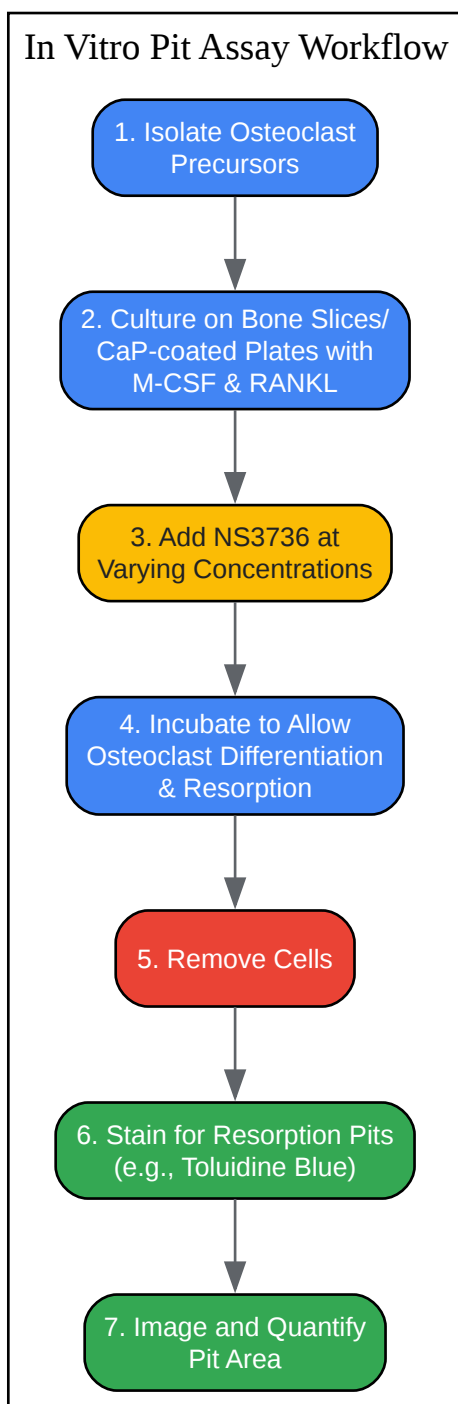 In Vitro Pit Assay Workflow
1. Isolate Osteoclast
Precursors
2. Culture on Bone Slices/
CaP-coated Plates with
M-CSF & RANKL
3. Add NS3736 at
Varying Concentrations
4. Incubate to Allow
Osteoclast Differentiation
& Resorption
5. Remove Cells
6. Stain for Resorption Pits
(e.g., Toluidine Blue)
7. Image and Quantify
Pit Area